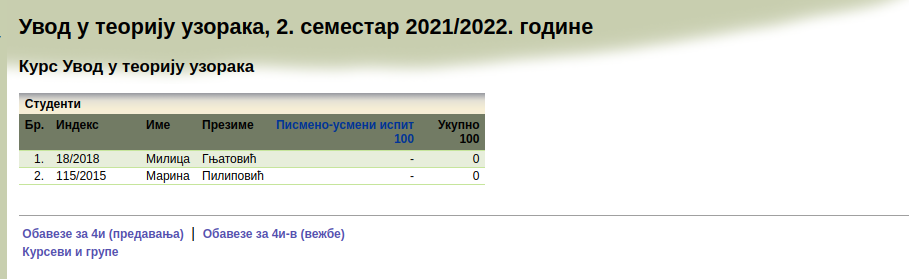 Увод у теорију узорака, 2. семестар 2021/2022. године
Курс Увод у теорију узорака
Студенти
Бр. Индекс Име Презиме Писмено-усмени испит 100 Укупно 100
1. 18/2018 Милица Гњатовић - 0
2. 115/2015 Марина Пилиповић - 0
Обавезе за 4и (предавања) | Обавезе за 4и-в (вежбе)
Курсеви и групе